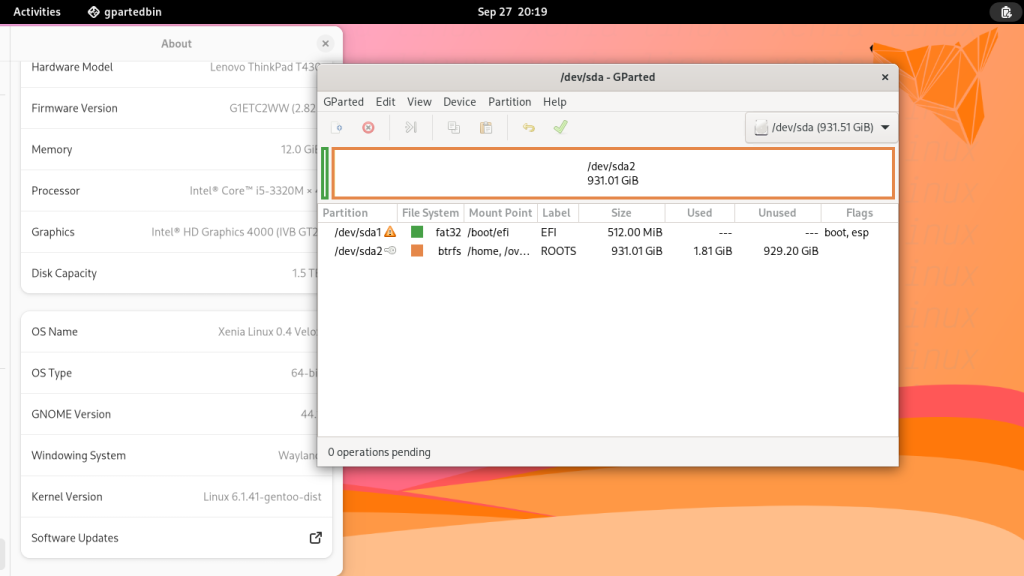 Activities gpartedbin Sep 27 20:19
About
Hardware Model Lenovo ThinkPad T430
Firmware Version G1ETC2WW (2.82
Memory 12.0 GiB
Processor Intel® Core™ i5-3320M ×
Graphics Intel® HD Graphics 4000 (IVB GT2
Disk Capacity 1.5 TB
OS Name Xenia Linux 0.4 Velo
OS Type 64-bi
GNOME Version 44.
Windowing System Wayland
Kernel Version Linux 6.1.41-gentoo-dist
Software Updates
/dev/sda - GParted
GParted Edit View Device Partition Help
/dev/sda (931.51 GiB)
/dev/sda2
931.01 GiB
Partition File System Mount Point Label Size Used Unused Flags
/dev/sda1 fat32 /boot/efi EFI 512.00 MiB --- --- boot, esp
/dev/sda2 btrfs /home, /ov... ROOTS 931.01 GiB 1.81 GiB 929.20 GiB
0 operations pending